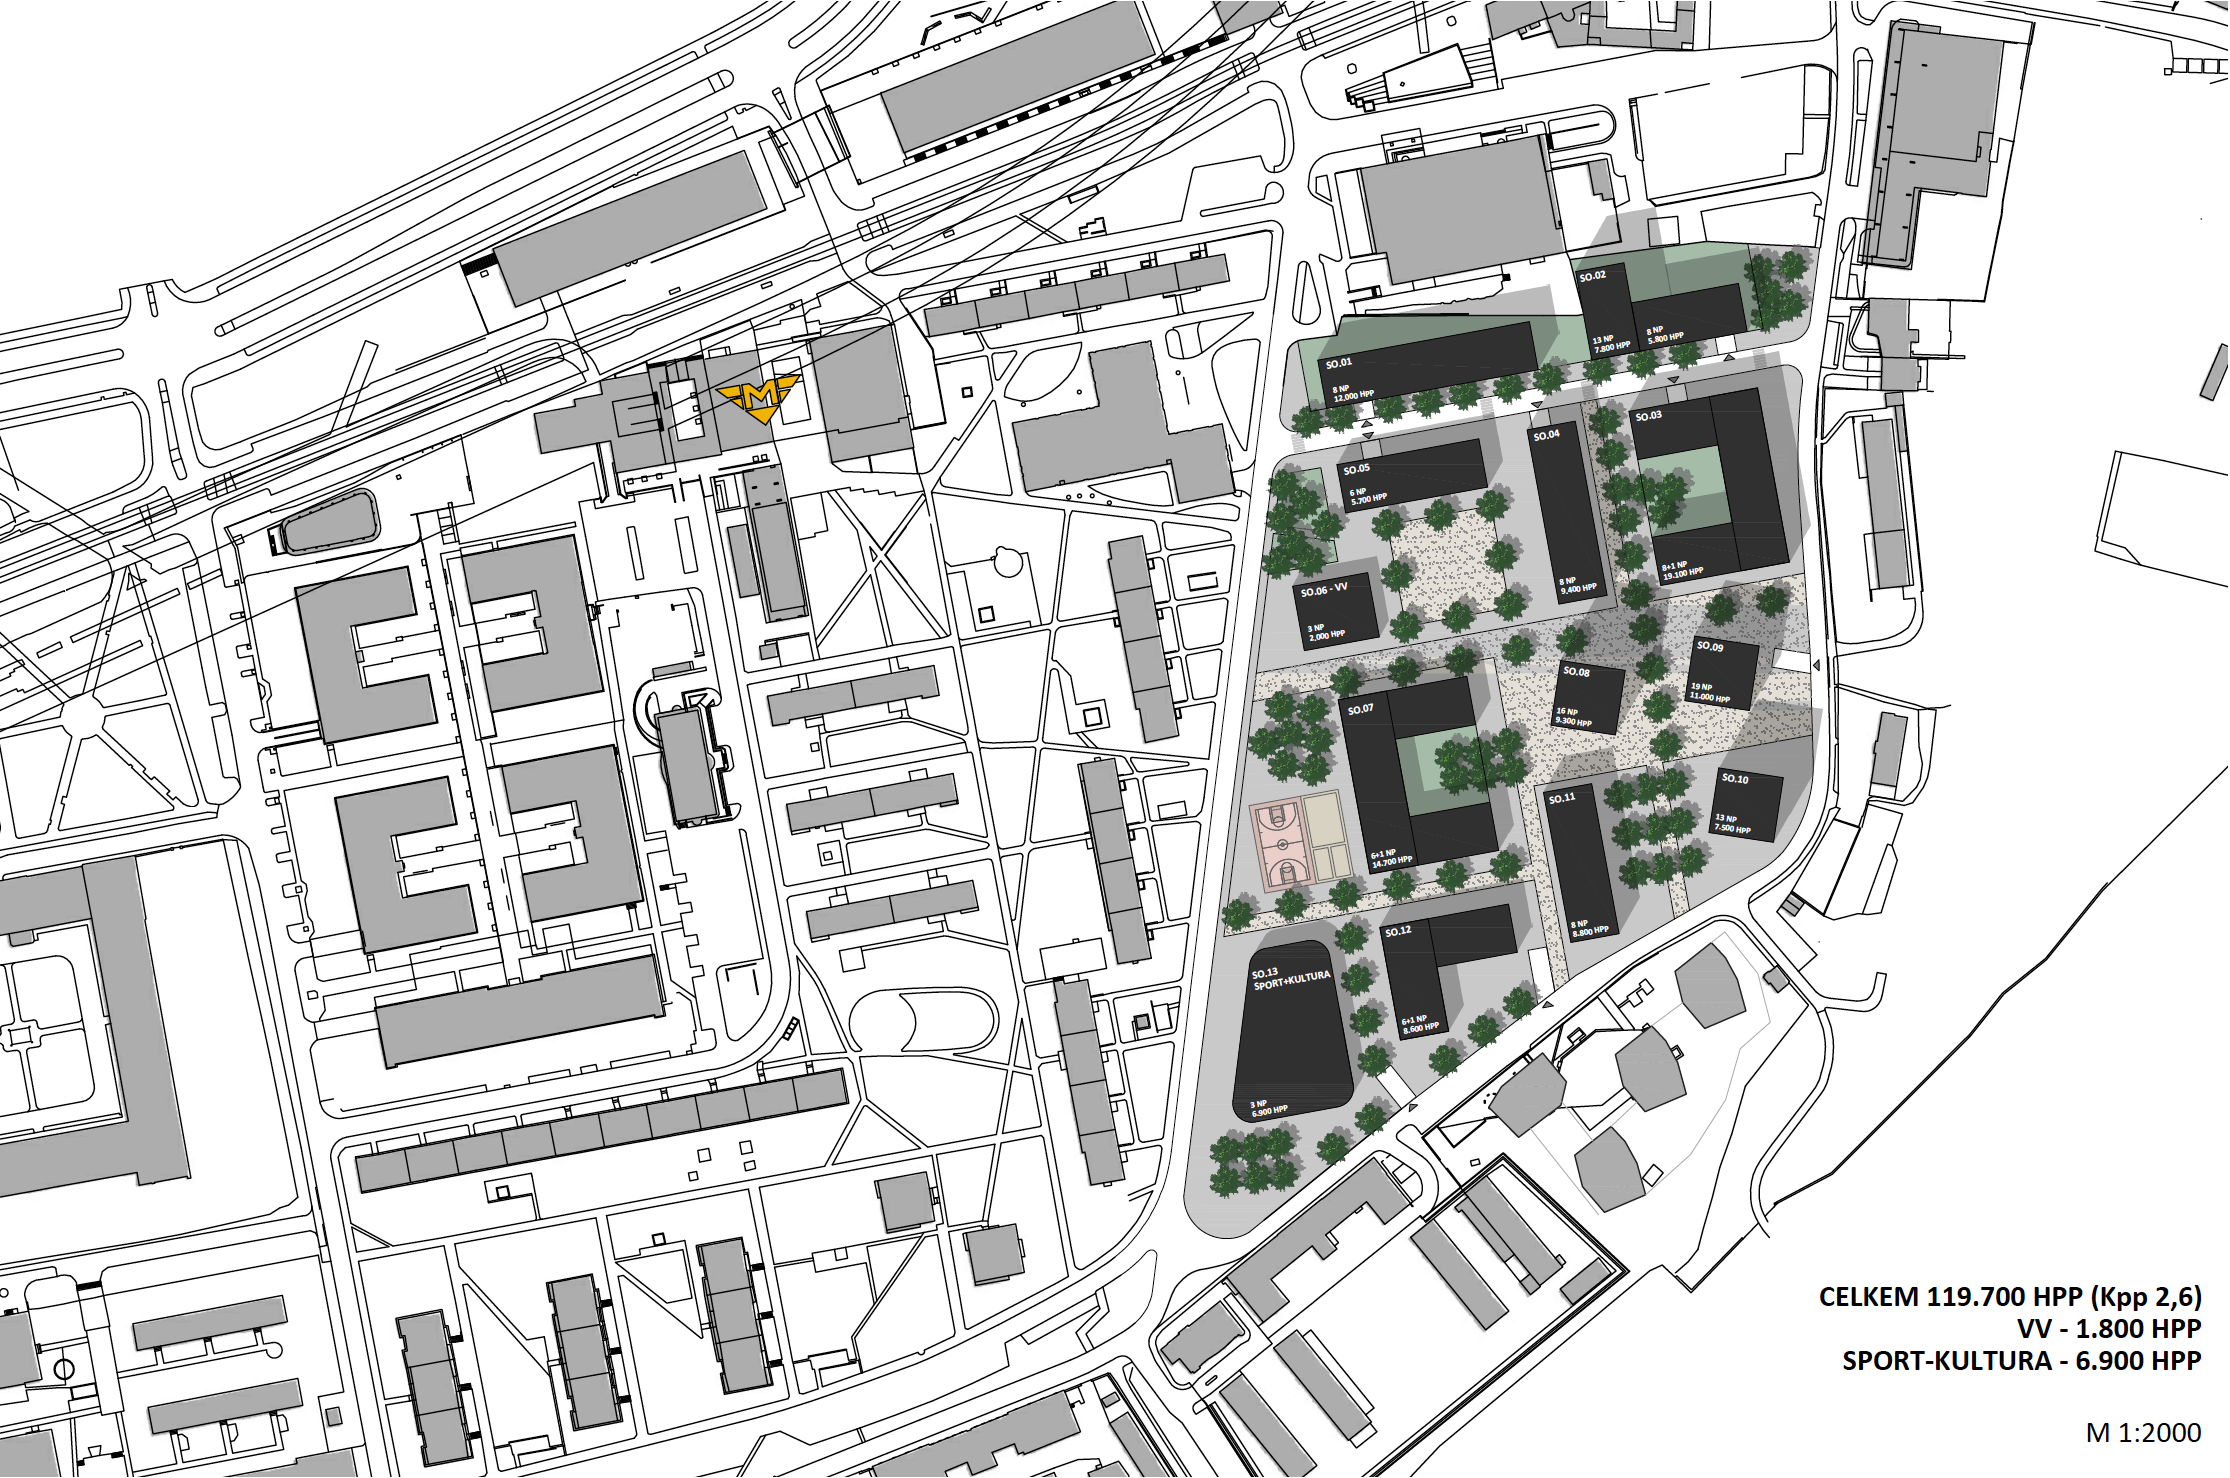 SO.02
13 NP
7.800 HPP
8 NP
5.800 HPP
SO.01
8 NP
12.000 HPP
SO.03
8+1 NP
19.100 HPP
SO.04
8 NP
9.400 HPP
SO.05
6 NP
5.700 HPP
SO.06 - VV
3 NP
2,000 HPP
M
SO.07
6+1 NP
14.700 HPP
SO.08
16 NP
9.300 HPP
SO.09
19 NP
11.000 HPP
SO.10
13 NP
7.500 HPP
SO.11
8 NP
8.800 HPP
SO.12
6+1 NP
8.600 HPP
SO.13
SPORT+KULTURA
3 NP
6.900 HPP
CELKEM 119.700 HPP (Kpp 2,6)
VV - 1.800 HPP
SPORT-KULTURA - 6.900 HPP
M 1:2000